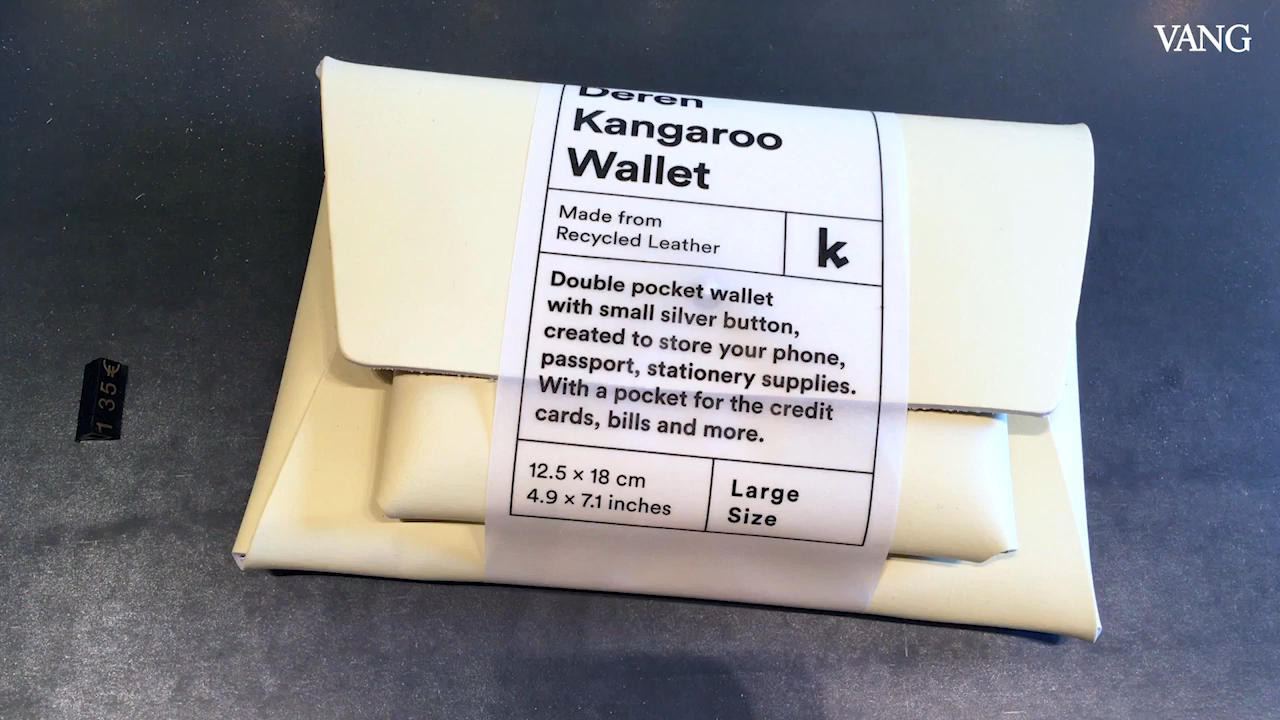 VANG
Deren
Kangaroo
Wallet
Made from
Recycled Leather
k
Double pocket wallet
with small silver button,
created to store your phone,
passport, stationery supplies.
With a pocket for the credit
cards, bills and more.
12.5 × 18 cm
4.9 × 7.1 inches
Large
Size
135€